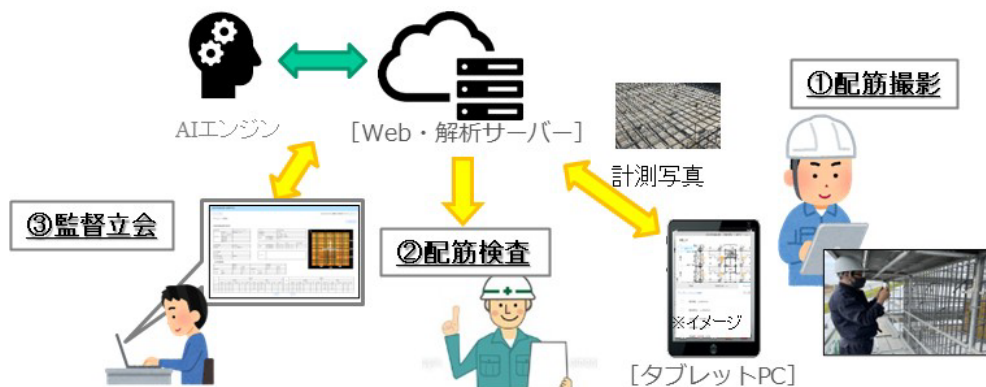 ①配筋撮影
AIエンジン
[Web・解析サーバー]
計測写真
③監督立会
②配筋検査
※イメージ
[タブレットPC]